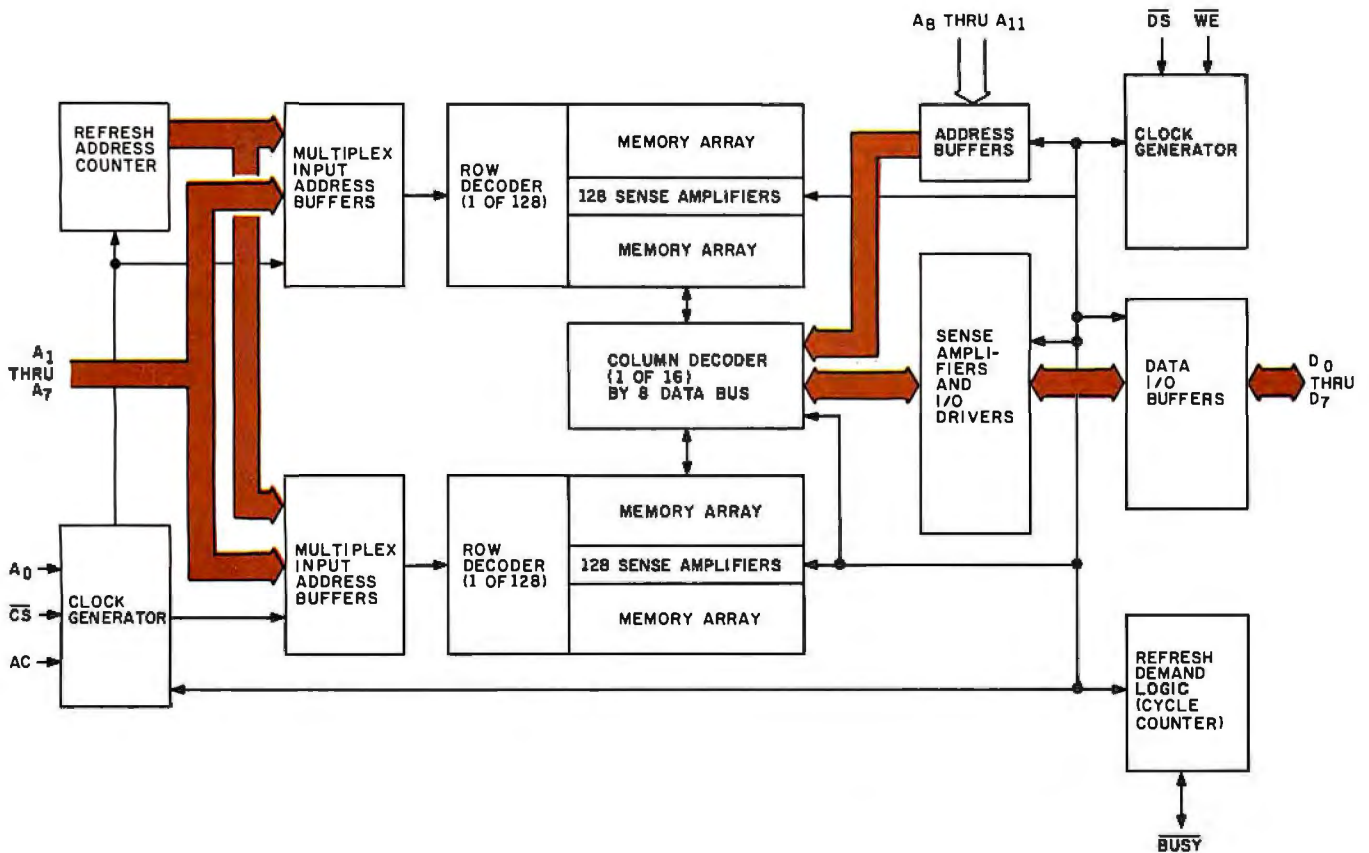 A8 THRU A11
DS
WE
REFRESH
ADDRESS
COUNTER
MULTIPLEX
INPUT
ADDRESS
BUFFERS
ROW
DECODER
(1 OF 128)
MEMORY ARRAY
128 SENSE AMPLIFIERS
MEMORY ARRAY
ADDRESS
BUFFERS
CLOCK
GENERATOR
A1
THRU
A7
COLUMN DECODER
(1 OF 16)
BY 8 DATA BUS
SENSE
AMPLI-
FIERS
AND
I/O
DRIVERS
DATA
I/O
BUFFERS
D0
THRU
D7
A0
CS
AC
CLOCK
GENERATOR
MULTIPLEX
INPUT
ADDRESS
BUFFERS
ROW
DECODER
(1 OF 128)
MEMORY ARRAY
128 SENSE AMPLIFIERS
MEMORY ARRAY
REFRESH
DEMAND
LOGIC
(CYCLE
COUNTER)
BUSY